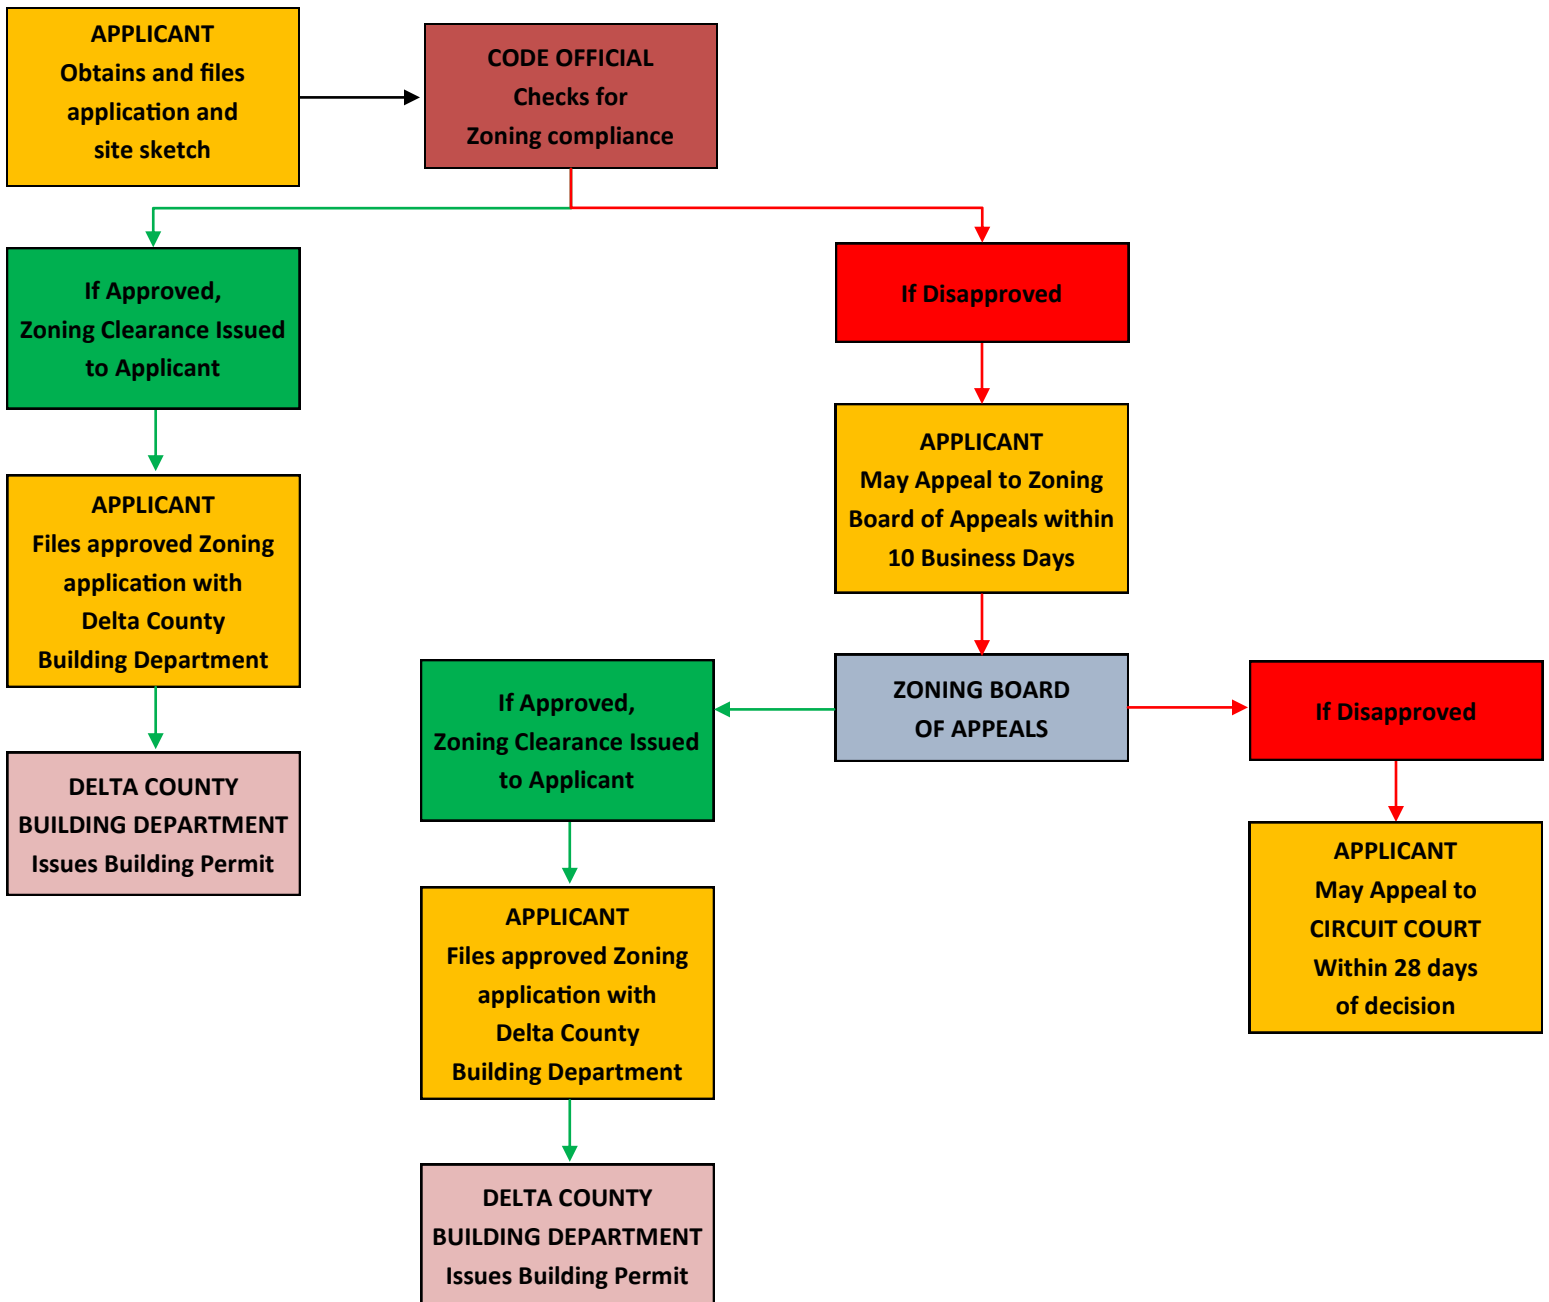 APPLICANT
Obtains and files
application and
site sketch
CODE OFFICIAL
Checks for
Zoning compliance
If Approved,
Zoning Clearance Issued
to Applicant
If Disapproved
APPLICANT
May Appeal to Zoning
Board of Appeals within
10 Business Days
APPLICANT
Files approved Zoning
application with
Delta County
Building Department
ZONING BOARD
OF APPEALS
If Approved,
Zoning Clearance Issued
to Applicant
If Disapproved
DELTA COUNTY
BUILDING DEPARTMENT
Issues Building Permit
APPLICANT
May Appeal to
CIRCUIT COURT
Within 28 days
of decision
APPLICANT
Files approved Zoning
application with
Delta County
Building Department
DELTA COUNTY
BUILDING DEPARTMENT
Issues Building Permit